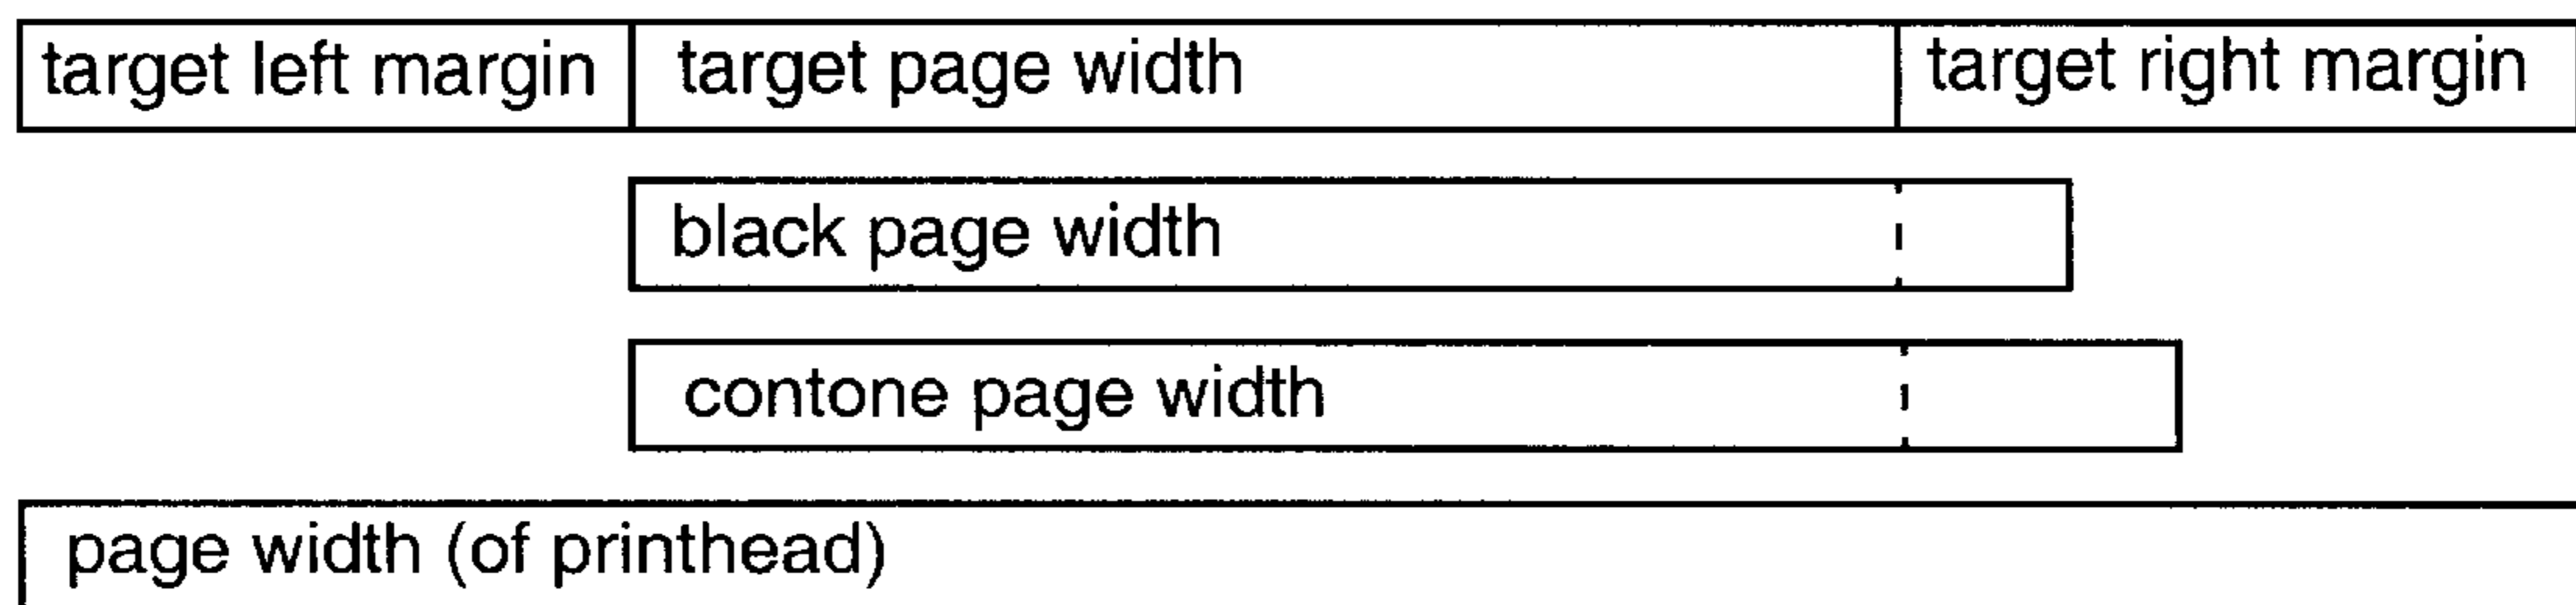 target left margin target page width target right margin
black page width
contone page width
page width (of printhead)